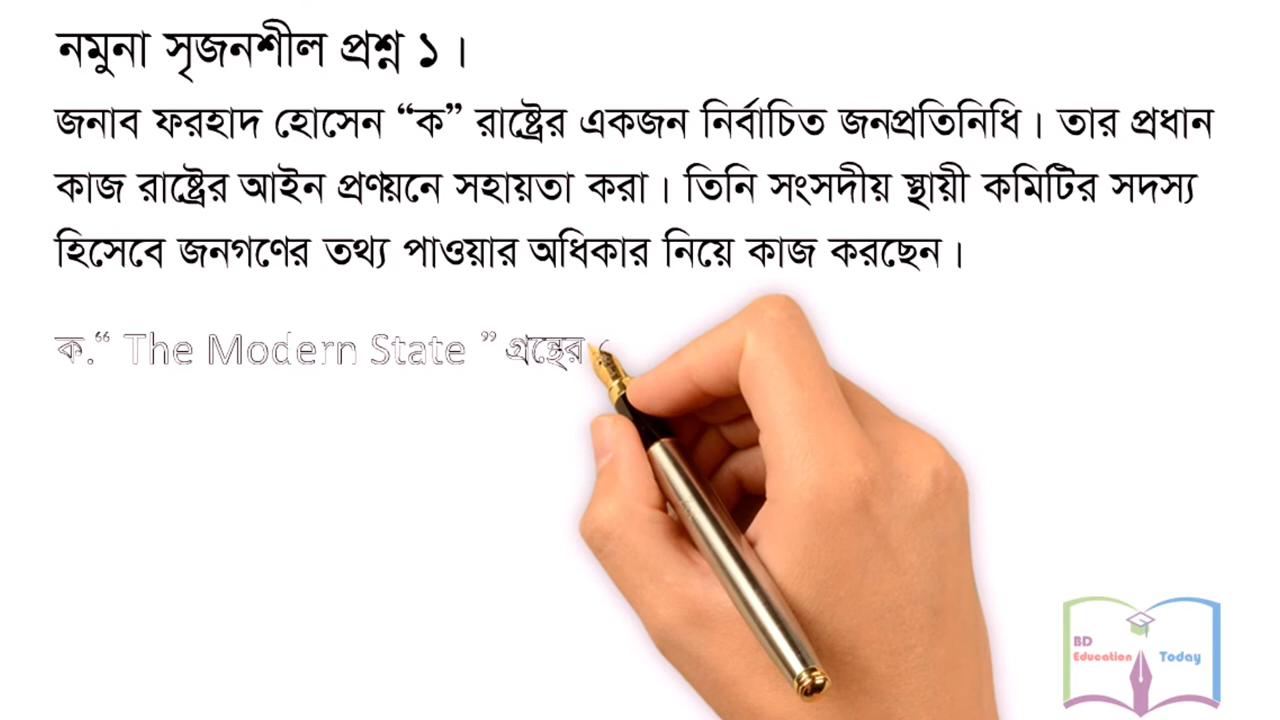 নমুনা সৃজনশীল প্রশ্ন ১।
জনাব ফরহাদ হোসেন “ক” রাষ্ট্রের একজন নির্বাচিত জনপ্রতিনিধি। তার প্রধান
কাজ রাষ্ট্রের আইন প্রণয়নে সহায়তা করা। তিনি সংসদীয় স্থায়ী কমিটির সদস্য
হিসেবে জনগণের তথ্য পাওয়ার অধিকার নিয়ে কাজ করছেন।
ক.“ The Modern State ” গ্রন্থের
BD
Education Today